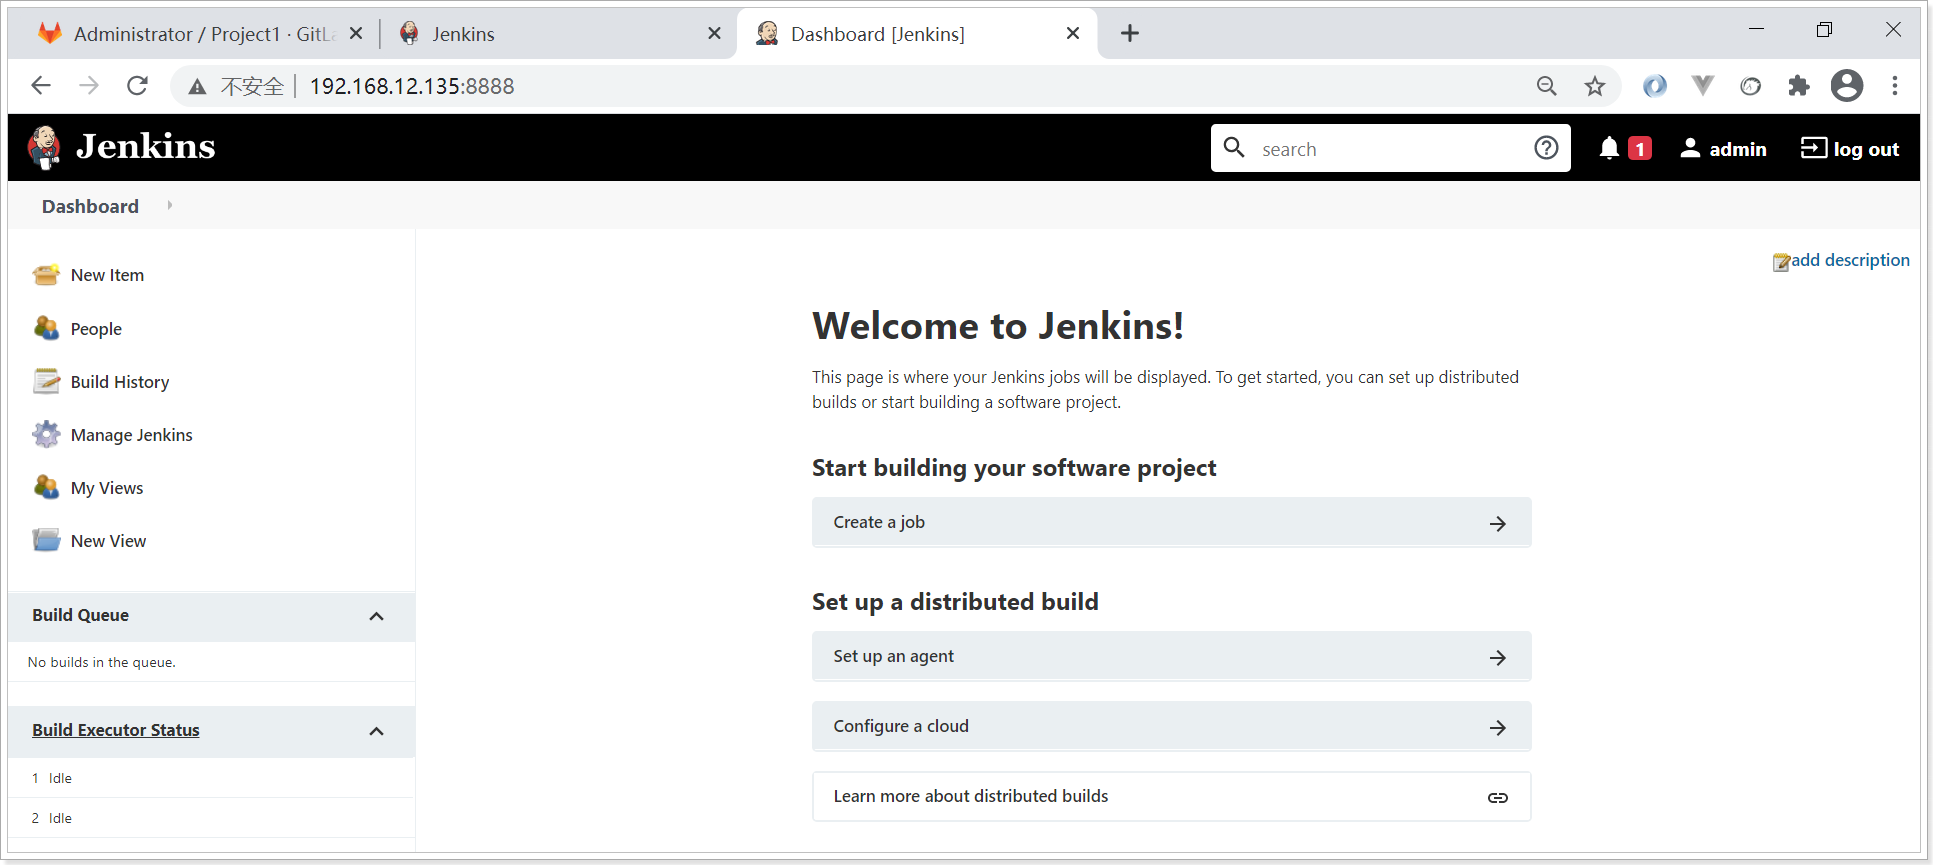 Administrator / Project1 · GitLa
Jenkins
Dashboard [Jenkins]
不安全
192.168.12.135:8888
Jenkins
search
1
admin
log out
Dashboard
New Item
People
Build History
Manage Jenkins
My Views
New View
Build Queue
No builds in the queue.
Build Executor Status
1 Idle
2 Idle
add description
Welcome to Jenkins!
This page is where your Jenkins jobs will be displayed. To get started, you can set up distributed
builds or start building a software project.
Start building your software project
Create a job
Set up a distributed build
Set up an agent
Configure a cloud
Learn more about distributed builds